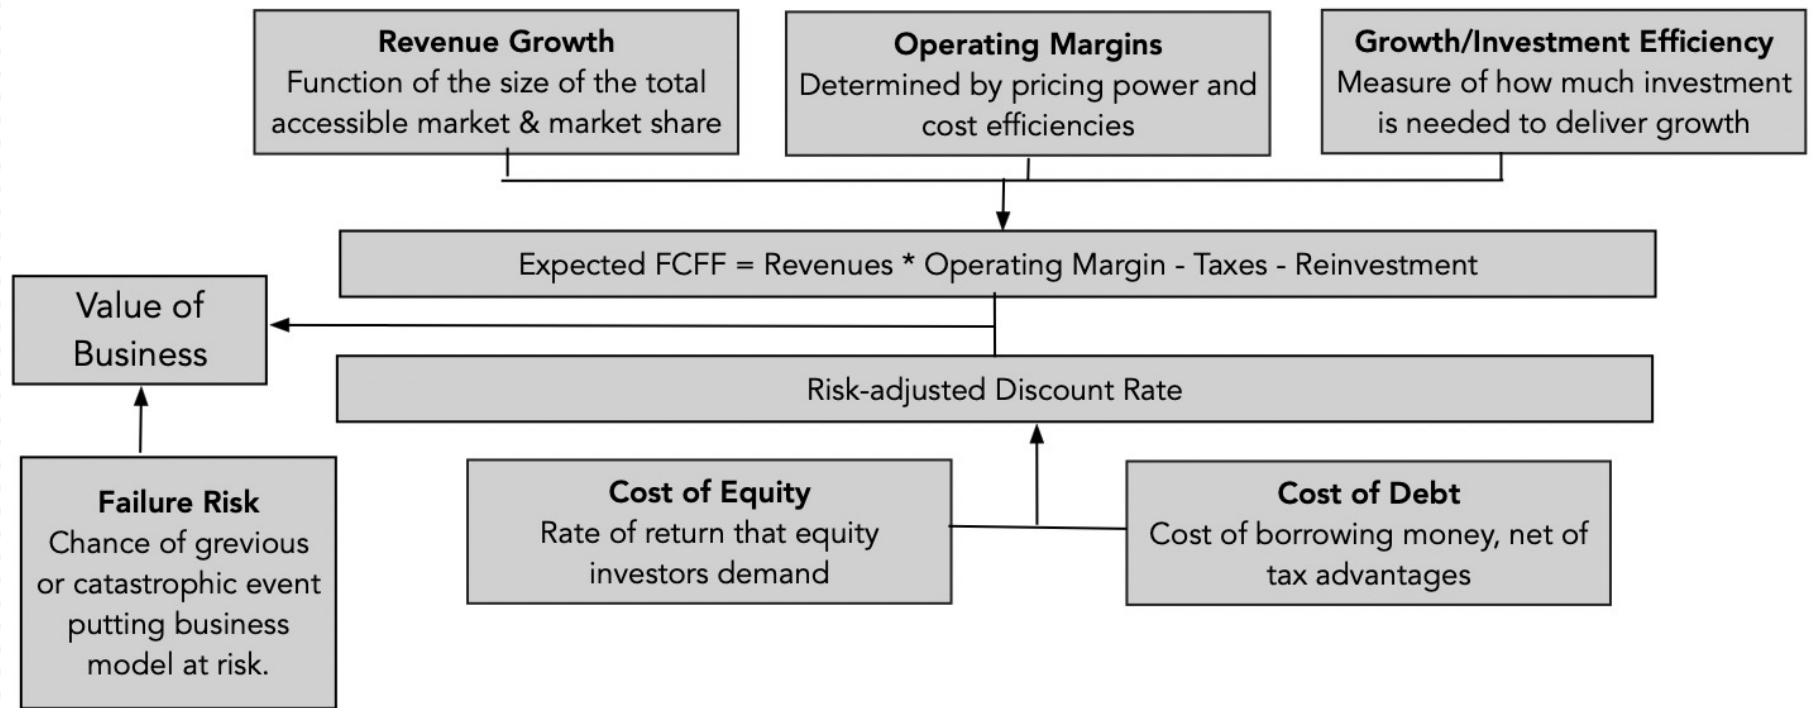 Revenue Growth
Function of the size of the total
accessible market & market share
Operating Margins
Determined by pricing power and
cost efficiencies
Growth/Investment Efficiency
Measure of how much investment
is needed to deliver growth
Expected FCFF = Revenues * Operating Margin - Taxes - Reinvestment
Value of
Business
Risk-adjusted Discount Rate
Failure Risk
Chance of grevious
or catastrophic event
putting business
model at risk.
Cost of Equity
Rate of return that equity
investors demand
Cost of Debt
Cost of borrowing money, net of
tax advantages